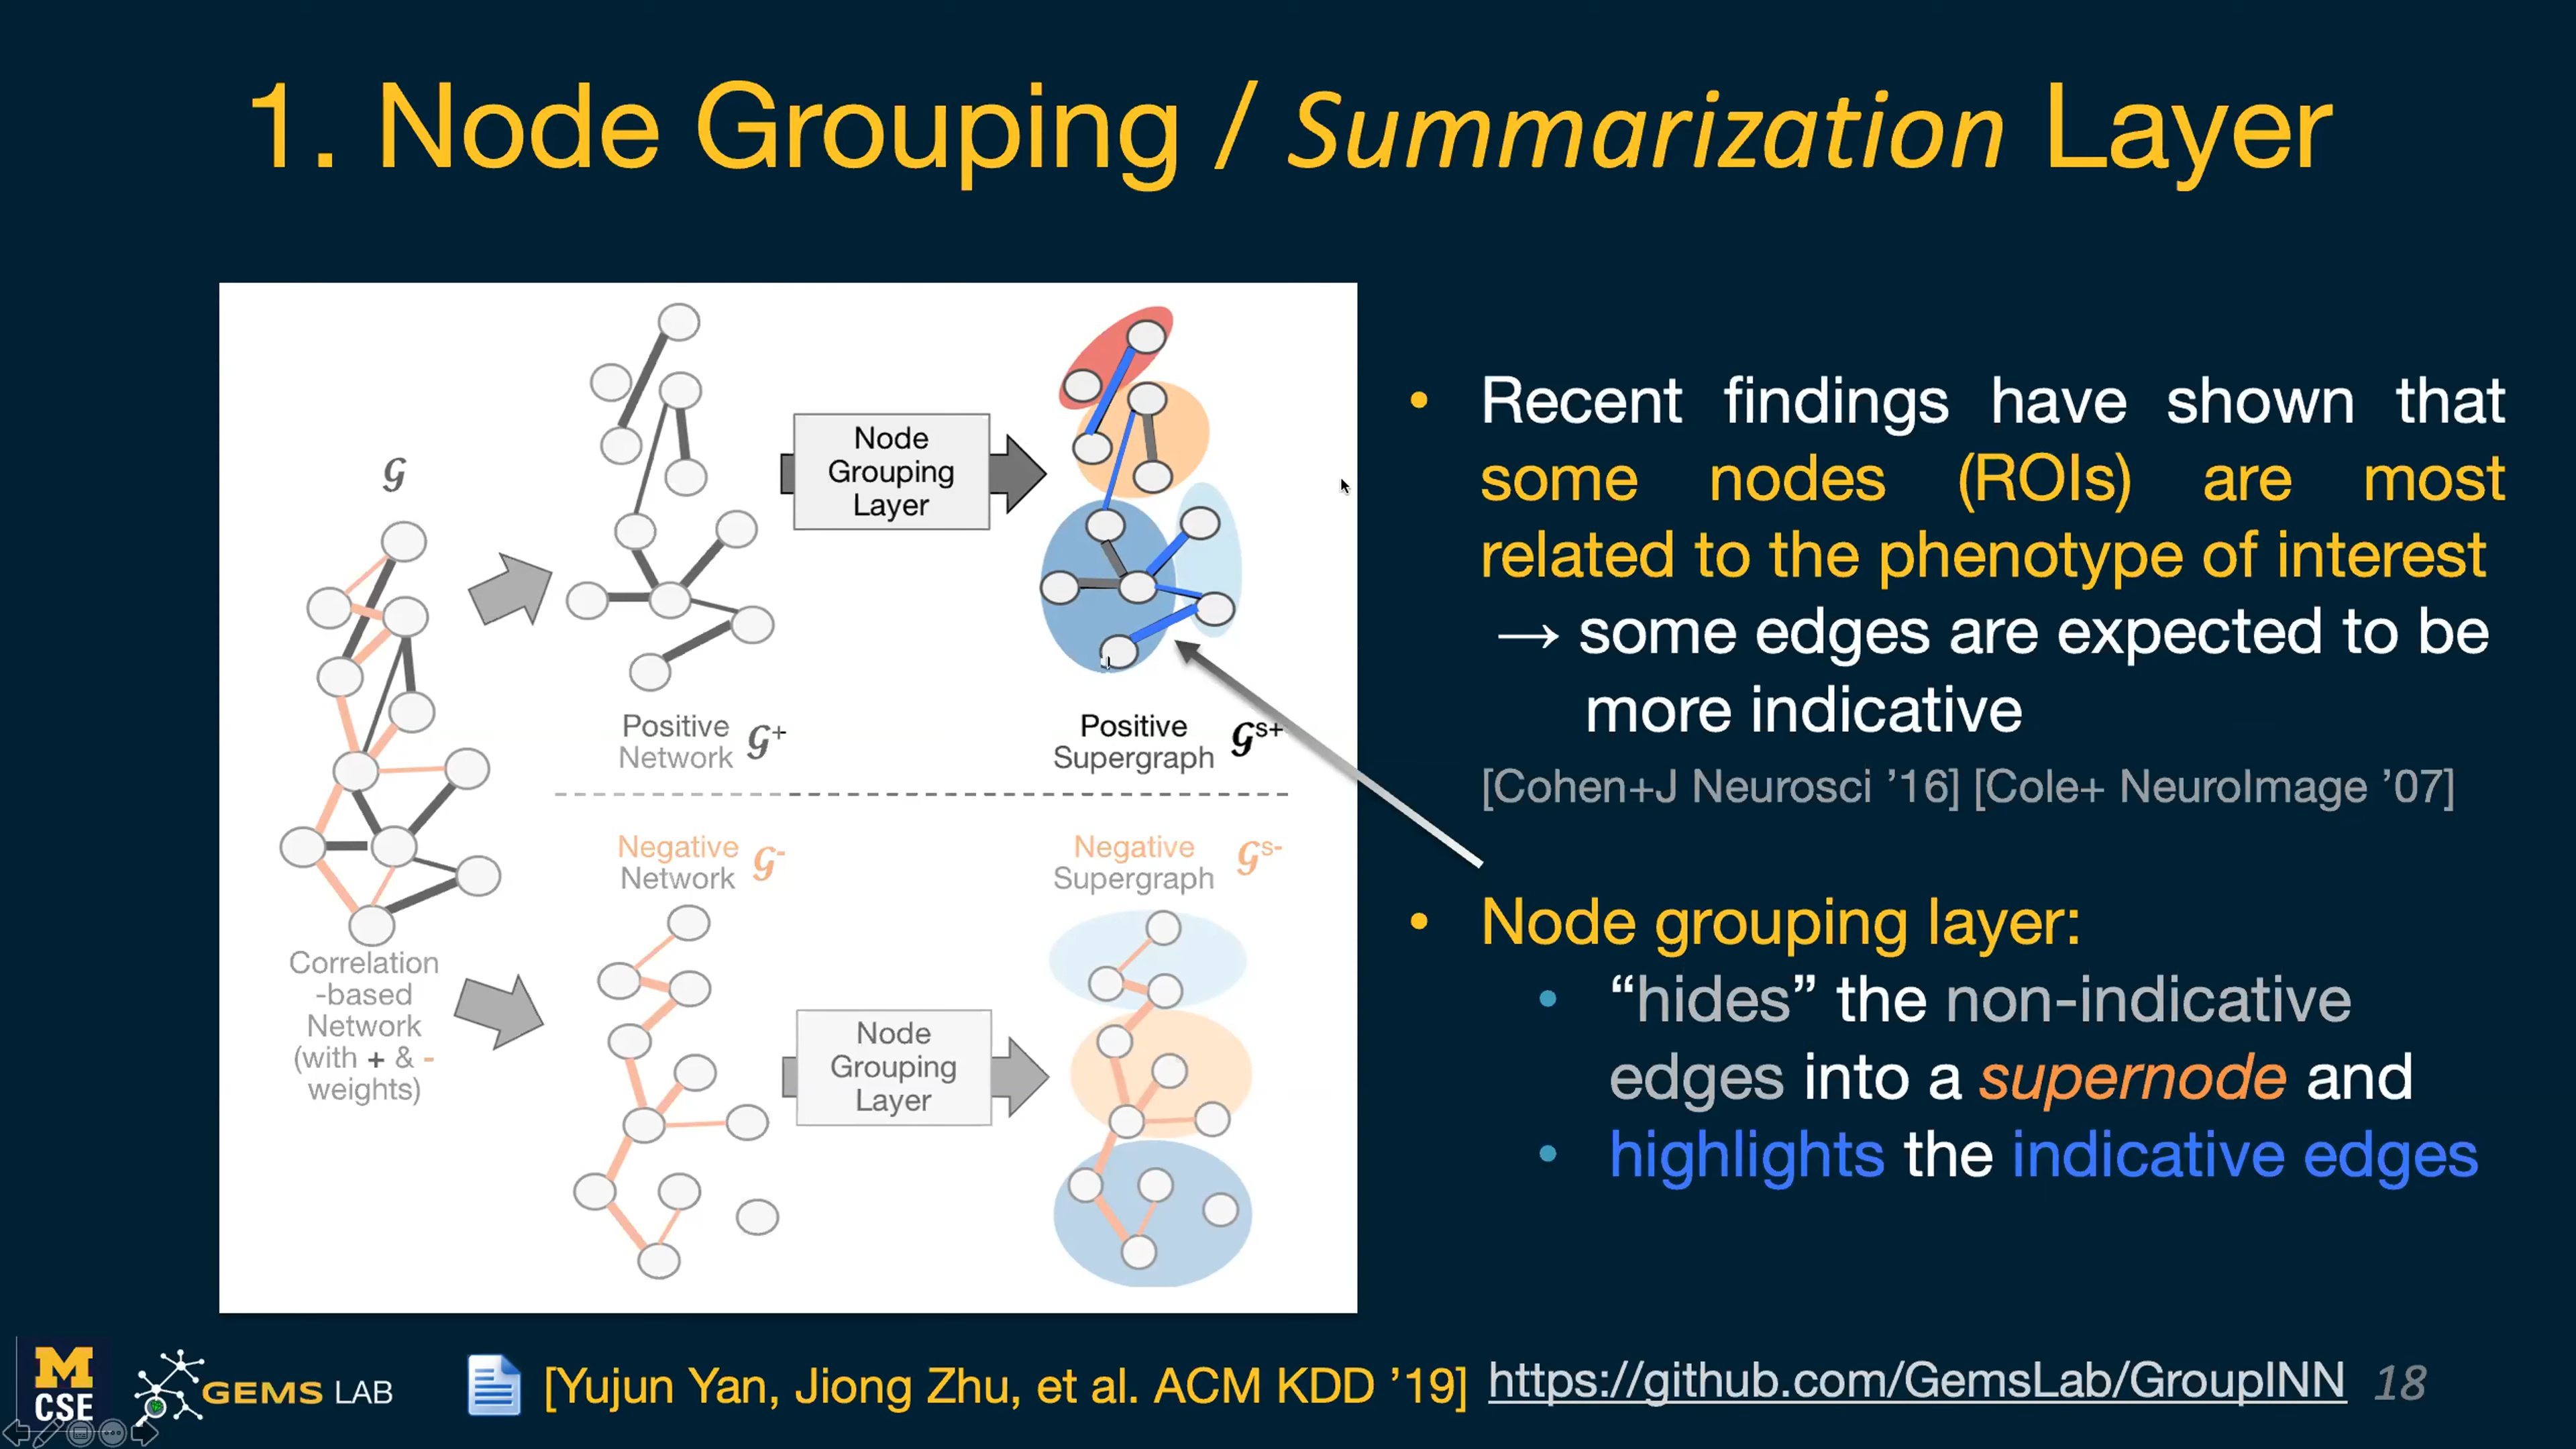 1. Node Grouping / Summarization Layer
𝒢
Correlation
-based
Network
(with + & -
weights)
Positive
Network 𝒢+
Node
Grouping
Layer
Positive
Supergraph 𝒢s+
Negative
Network 𝒢-
Node
Grouping
Layer
Negative
Supergraph 𝒢s-
• Recent findings have shown that
some nodes (ROIs) are most
related to the phenotype of interest
→ some edges are expected to be
more indicative
[Cohen+J Neurosci ’16] [Cole+ NeuroImage ’07]
• Node grouping layer:
• “hides” the non-indicative
edges into a supernode and
• highlights the indicative edges
M
CSE
GEMS LAB
[Yujun Yan, Jiong Zhu, et al. ACM KDD ’19] https://github.com/GemsLab/GroupINN 18